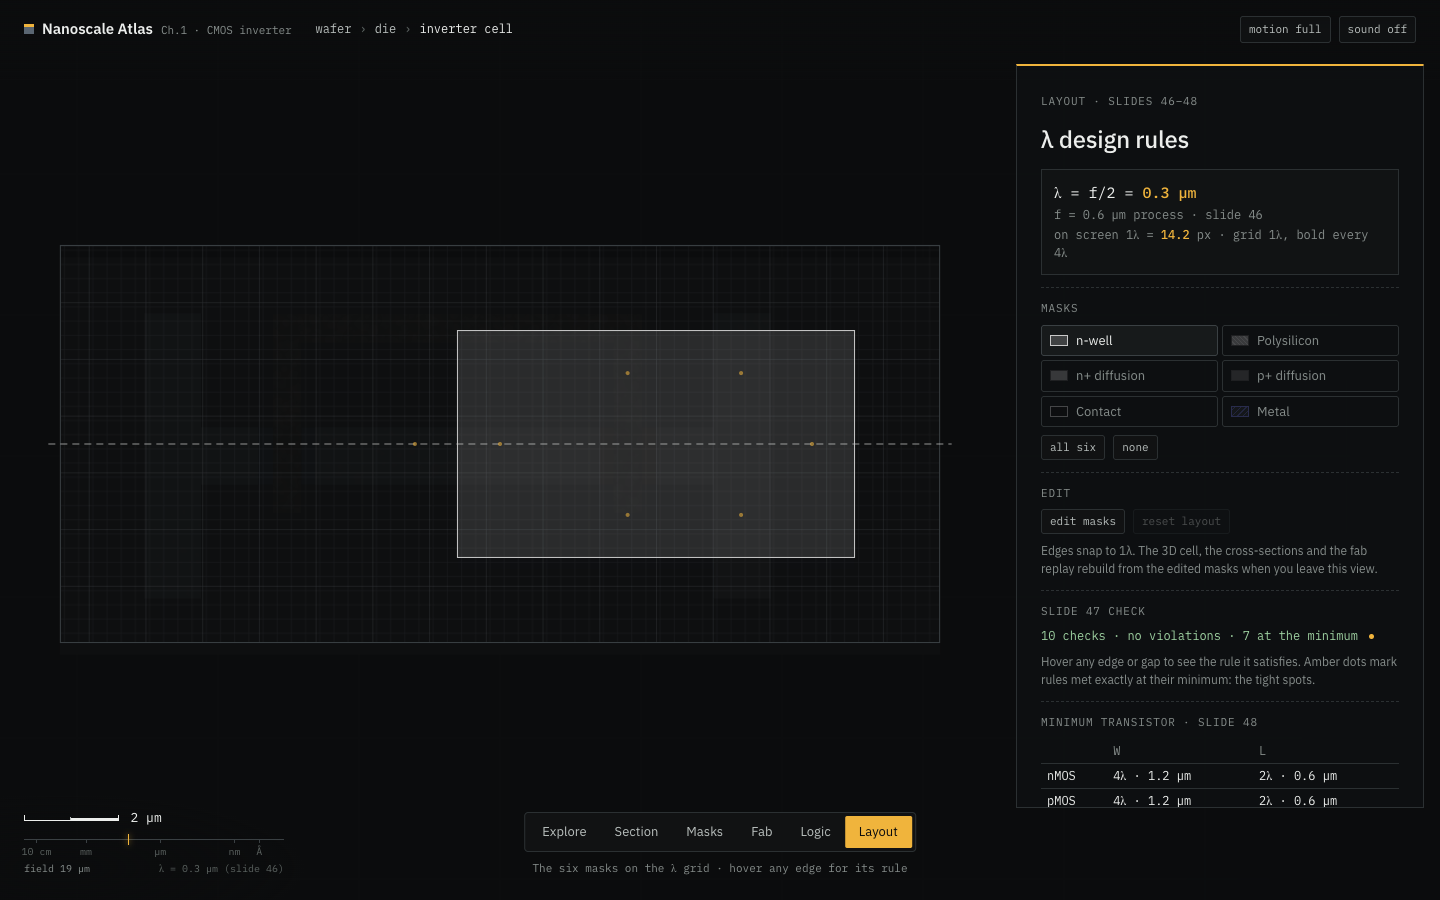 Nanoscale Atlas Ch.1 · CMOS inverter wafer › die › inverter cell
motion full sound off
LAYOUT · SLIDES 46–48
λ design rules
λ = f/2 = 0.3 µm
f = 0.6 µm process · slide 46
on screen 1λ = 14.2 px · grid 1λ, bold every
4λ
MASKS
n-well Polysilicon
n+ diffusion p+ diffusion
Contact Metal
all six none
EDIT
edit masks reset layout
Edges snap to 1λ. The 3D cell, the cross-sections and the fab
replay rebuild from the edited masks when you leave this view.
SLIDE 47 CHECK
10 checks · no violations · 7 at the minimum
Hover any edge or gap to see the rule it satisfies. Amber dots mark
rules met exactly at their minimum: the tight spots.
MINIMUM TRANSISTOR · SLIDE 48
W L
nMOS 4λ · 1.2 µm 2λ · 0.6 µm
pMOS 4λ · 1.2 µm 2λ · 0.6 µm
2 µm
10 cm mm µm nm Å
field 19 µm λ = 0.3 µm (slide 46)
Explore Section Masks Fab Logic Layout
The six masks on the λ grid · hover any edge for its rule